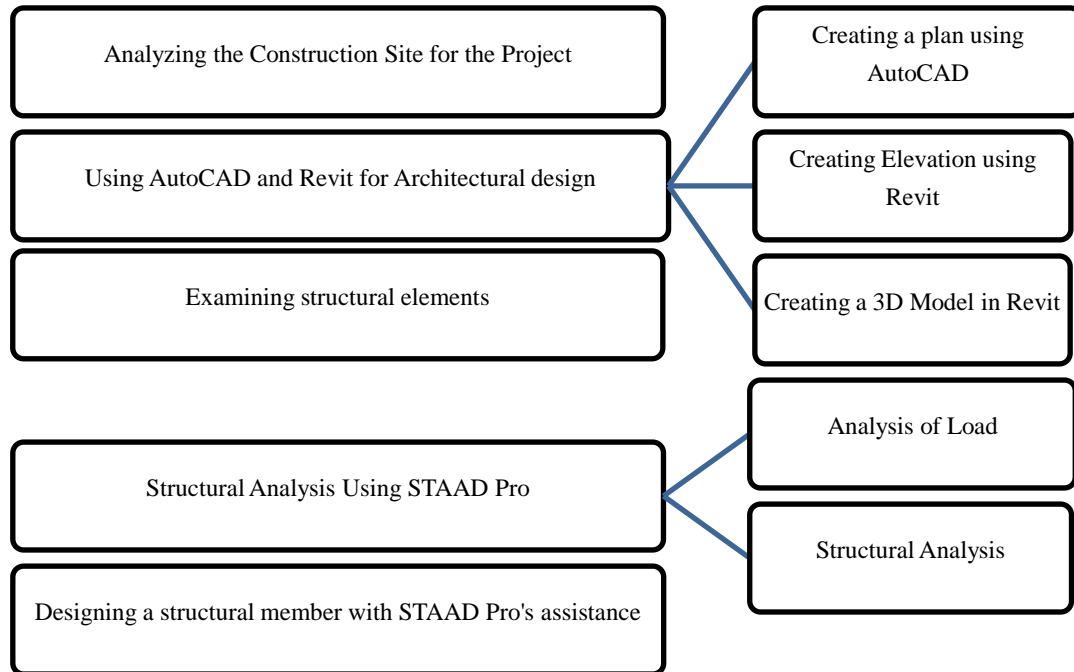 Analyzing the Construction Site for the Project
Using AutoCAD and Revit for Architectural design
Creating a plan using
AutoCAD
Creating Elevation using
Revit
Creating a 3D Model in Revit
Examining structural elements
Structural Analysis Using STAAD Pro
Analysis of Load
Structural Analysis
Designing a structural member with STAAD Pro's assistance